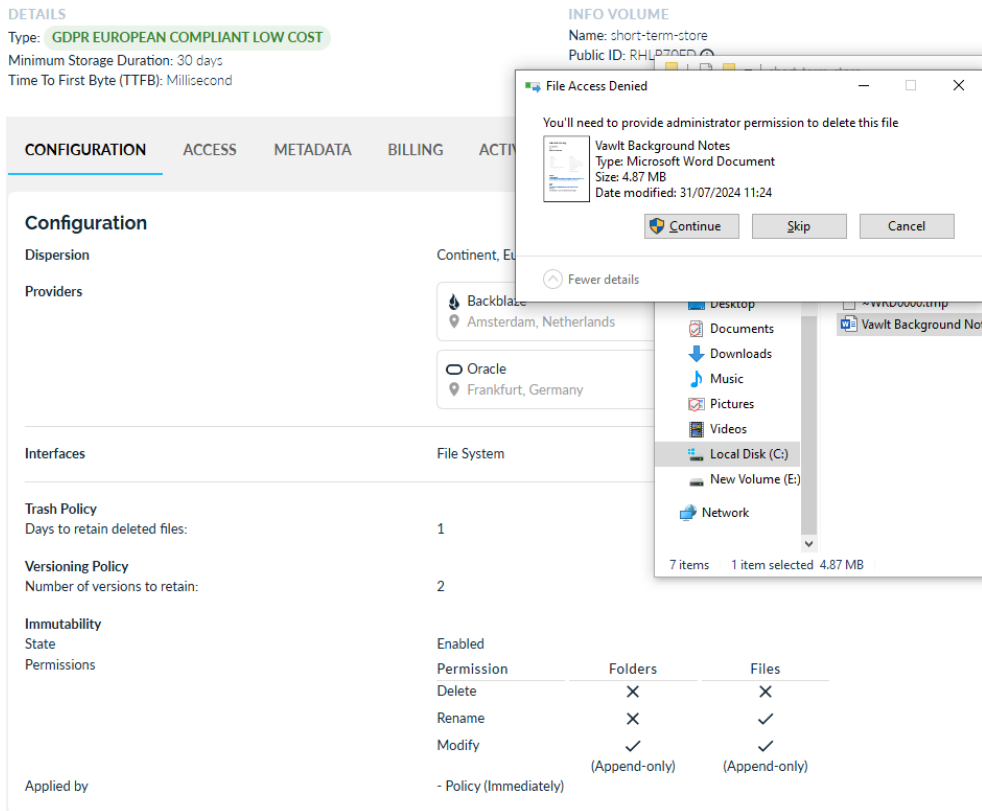 DETAILS
Type: GDPR EUROPEAN COMPLIANT LOW COST
Minimum Storage Duration: 30 days
Time To First Byte (TTFB): Millisecond
INFO VOLUME
Name: short-term-store
Public ID:
File Access Denied
You'll need to provide administrator permission to delete this file
Vawlt Background Notes
Type: Microsoft Word Document
Size: 4.87 MB
Date modified: 31/07/2024 11:24
Continue Skip Cancel
Fewer details
CONFIGURATION ACCESS METADATA BILLING
Configuration
Dispersion Continent,
Providers Backblaze
Amsterdam, Netherlands
Oracle
Frankfurt, Germany
Interfaces File System
Trash Policy
Days to retain deleted files: 1
Versioning Policy
Number of versions to retain: 2
Immutability
State Enabled
Permissions
Permission Folders Files
Delete
Rename
Modify
(Append-only) (Append-only)
Applied by - Policy (Immediately)
Desktop
Documents
Downloads
Music
Pictures
Videos
Local Disk (C:)
New Volume (E:)
Network
7 items 1 item selected 4.87 MB
~WRD0000.tmp
Vawlt Background